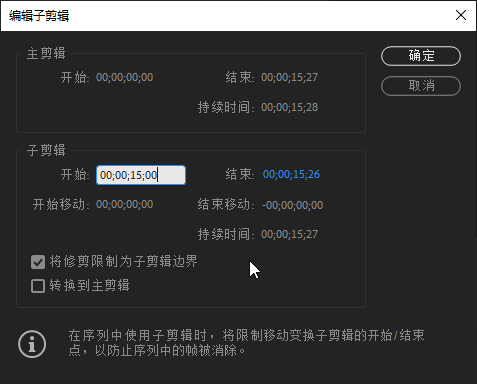 编辑子剪辑
主剪辑
开始: 00;00;00;00 结束: 00;00;15;27
持续时间: 00;00;15;28
确定
取消
子剪辑
开始: 00;00;15;00 结束: 00;00;15;26
开始移动: 00;00;00;00 结束移动: -00;00;00;00
持续时间: 00;00;15;27
将修剪限制为子剪辑边界
转换到主剪辑
在序列中使用子剪辑时，将限制移动变换子剪辑的开始/结束
点，以防止序列中的帧被消除。